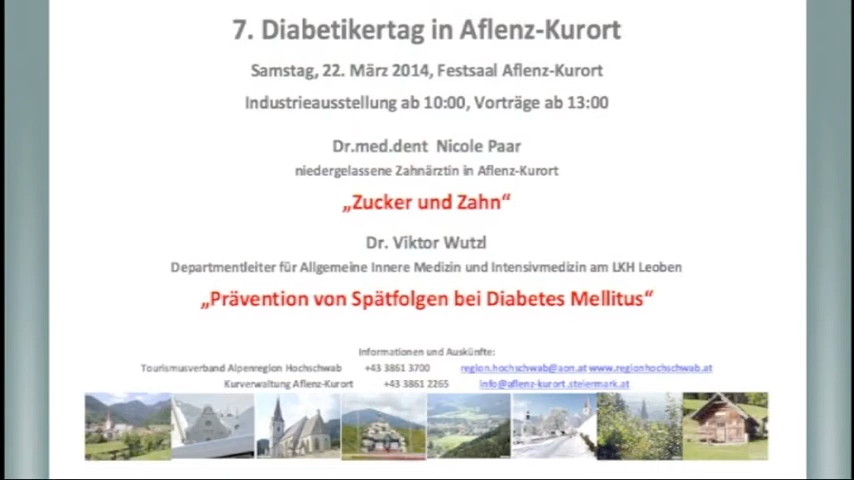 7. Diabetikertag in Aflenz-Kurort
Samstag, 22. März 2014, Festsaal Aflenz-Kurort
Industrieausstellung ab 10:00, Vorträge ab 13:00
Dr.med.dent Nicole Paar
niedergelassene Zahnärztin in Aflenz-Kurort
„Zucker und Zahn“
Dr. Viktor Wutzl
Departmentleiter für Allgemeine Innere Medizin und Intensivmedizin am LKH Leoben
„Prävention von Spätfolgen bei Diabetes Mellitus“
Informationen und Auskünfte:
Tourismusverband Alpenregion Hochschwab +43 3861 3700 region.hochschwab@aon.at www.regionhochschwab.at
Kurverwaltung Aflenz-Kurort +43 3861 2265 info@aflenz-kurort.steiermark.at